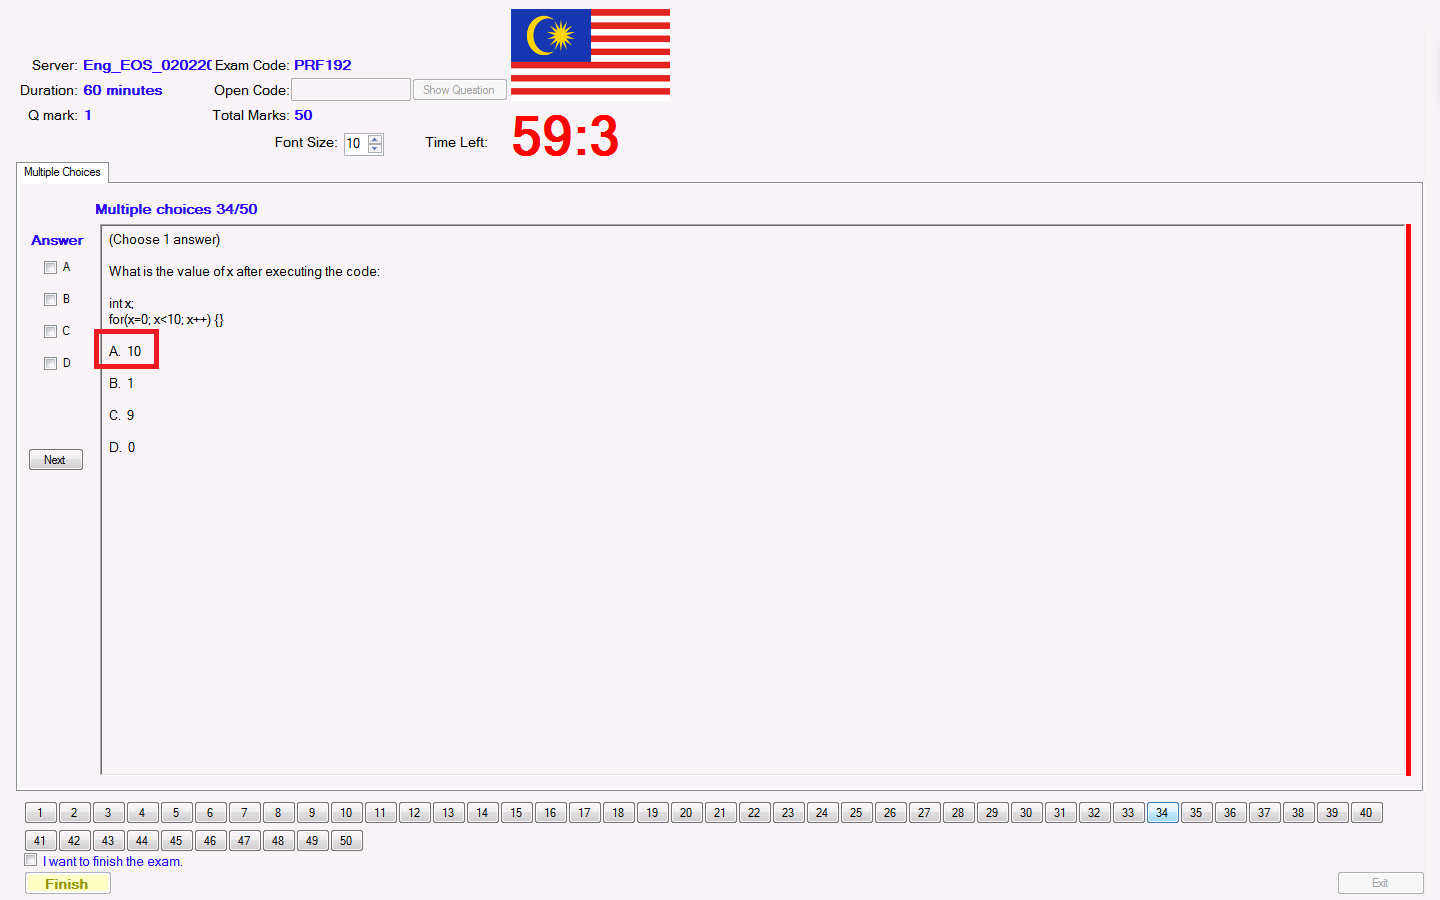 Server: Eng_EOS_020220 Exam Code: PRF192
Duration: 60 minutes Open Code: Show Question
Q mark: 1 Total Marks: 50
Font Size: 10 Time Left: 59:3
Multiple Choices
Multiple choices 34/50
Answer
A
B
C
D
Next
(Choose 1 answer)
What is the value of x after executing the code:
int x;
for(x=0; x<10; x++) {}
A. 10
B. 1
C. 9
D. 0
1 2 3 4 5 6 7 8 9 10 11 12 13 14 15 16 17 18 19 20 21 22 23 24 25 26 27 28 29 30 31 32 33 34 35 36 37 38 39 40
41 42 43 44 45 46 47 48 49 50
I want to finish the exam.
Finish Exit